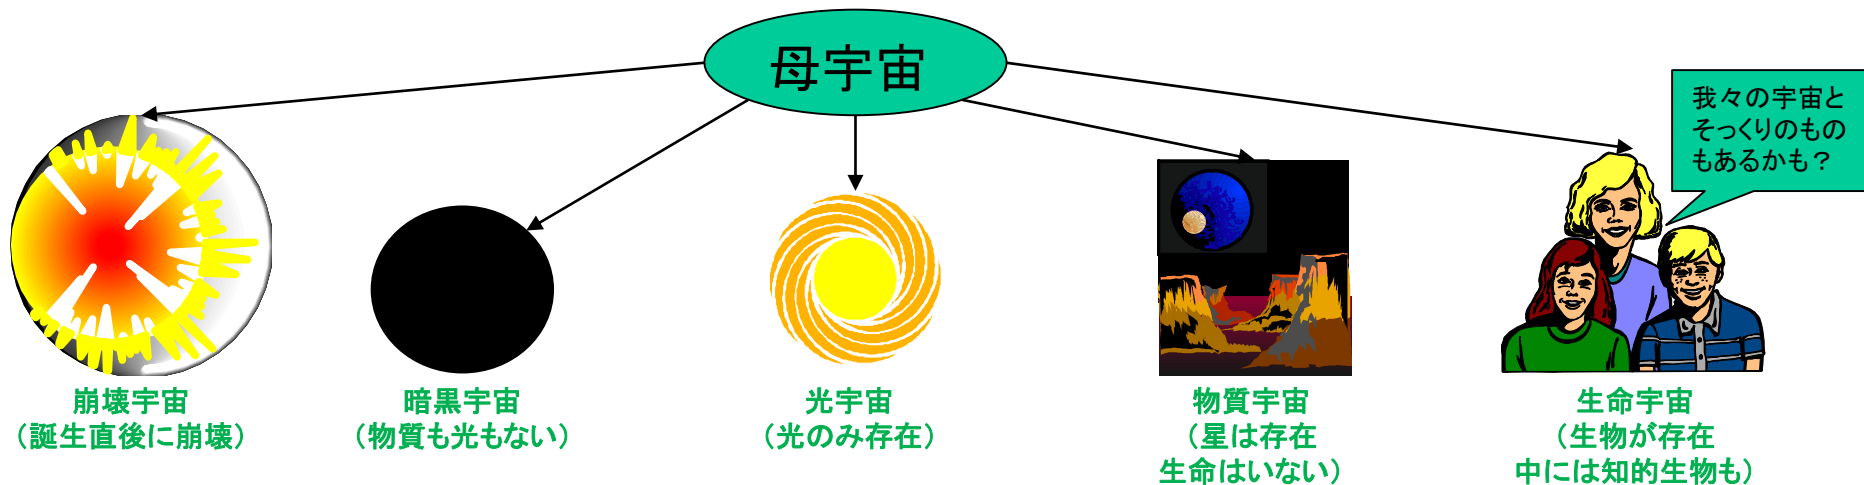 母宇宙
我々の宇宙と
そっくりのもの
もあるかも？
崩壊宇宙
（誕生直後に崩壊）
暗黒宇宙
（物質も光もない）
光宇宙
（光のみ存在）
物質宇宙
（星は存在
生命はいない）
生命宇宙
（生物が存在
中には知的生物も）